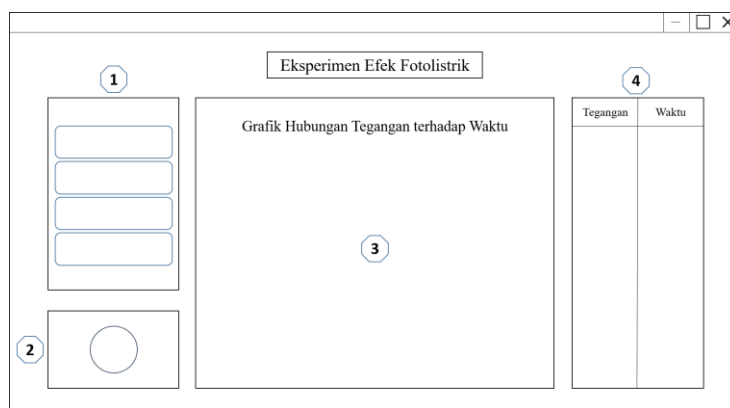 Eksperimen Efek Fotolistrik
1
4
Tegangan Waktu
Grafik Hubungan Tegangan terhadap Waktu
3
2